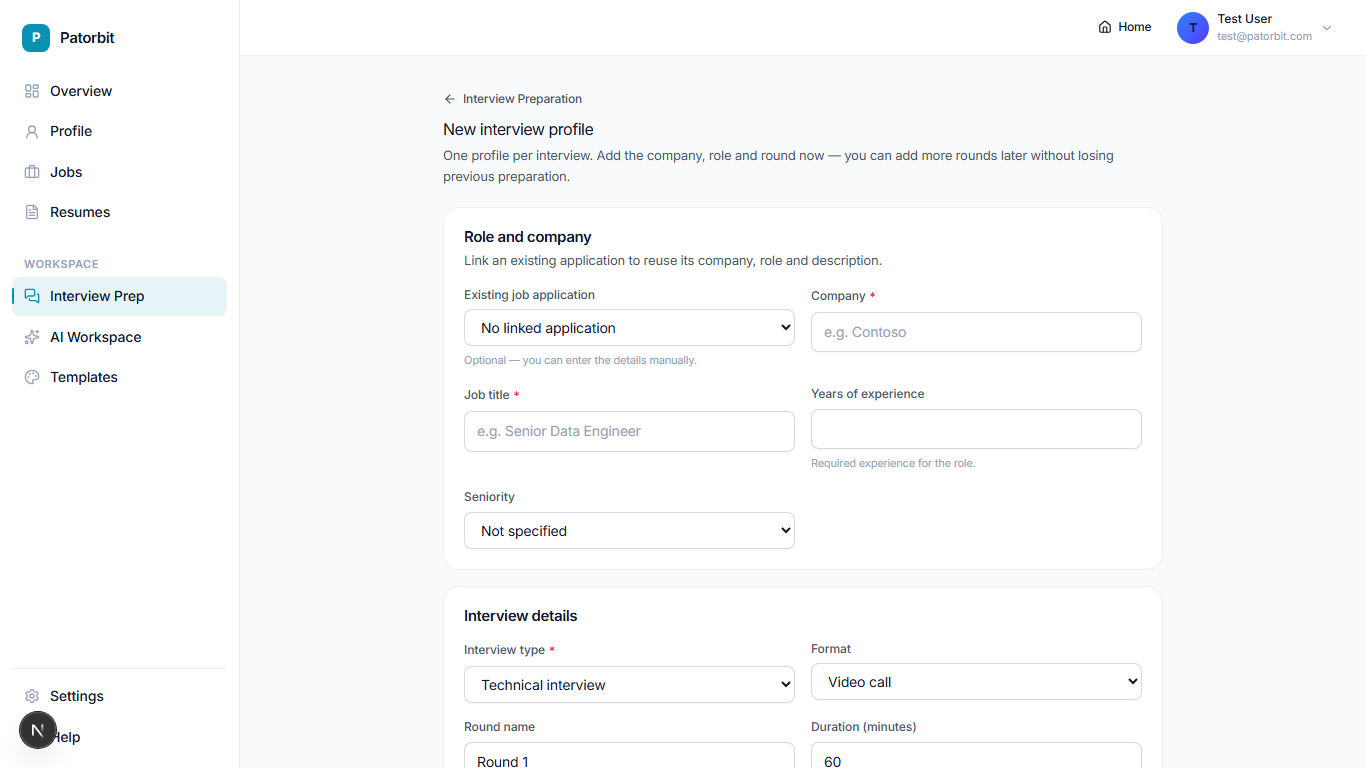 P Patorbit
Home
T
Test User
test@patorbit.com
Overview
Profile
Jobs
Resumes
WORKSPACE
Interview Prep
AI Workspace
Templates
Settings
N
Help
Interview Preparation
New interview profile
One profile per interview. Add the company, role and round now — you can add more rounds later without losing
previous preparation.
Role and company
Link an existing application to reuse its company, role and description.
Existing job application
No linked application
Optional — you can enter the details manually.
Company *
e.g. Contoso
Job title *
e.g. Senior Data Engineer
Years of experience
Required experience for the role.
Seniority
Not specified
Interview details
Interview type *
Technical interview
Format
Video call
Round name
Round 1
Duration (minutes)
60